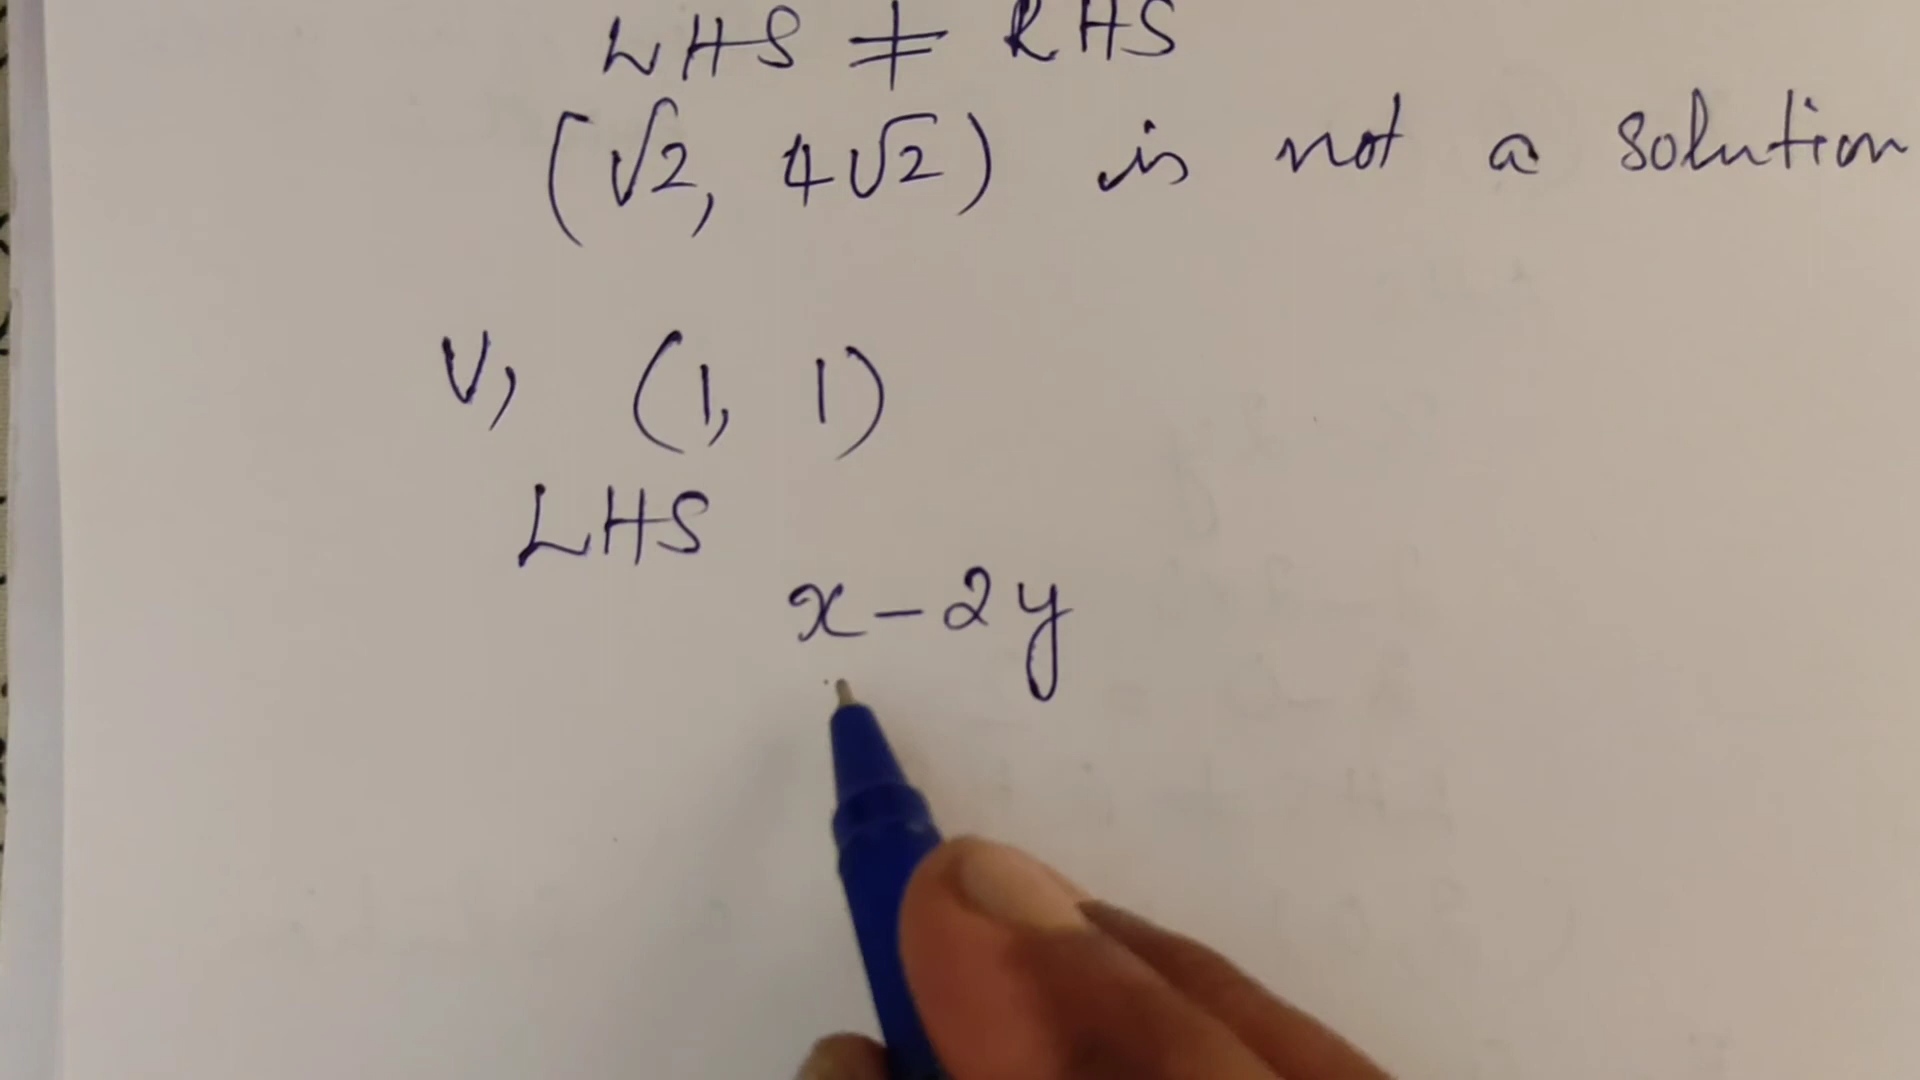 LHS ≠ RHS
(√2, 4√2) is not a solution
V, (1, 1)
LHS
x - 2y